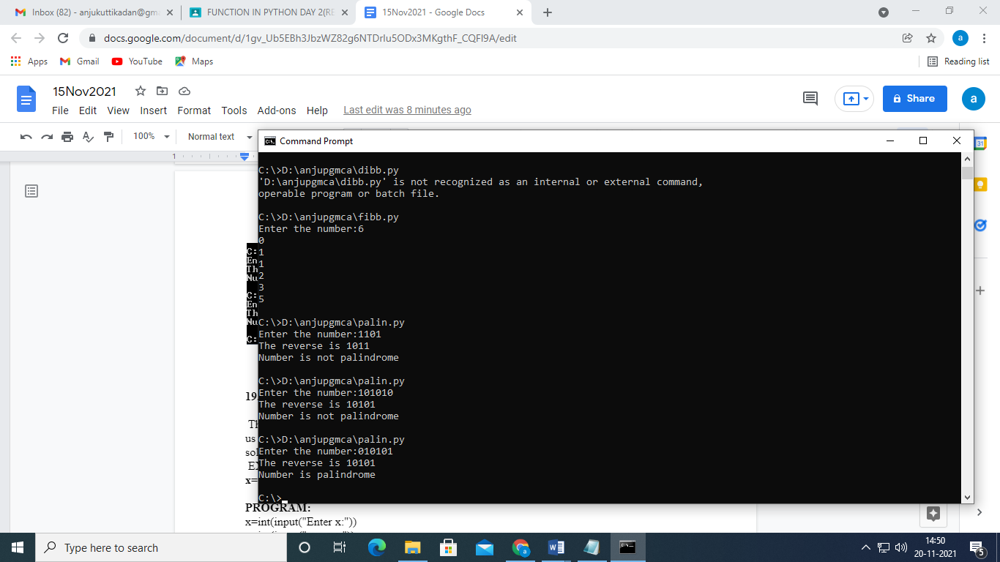 Inbox (82) - anjukuttikadan@gm
FUNCTION IN PYTHON DAY 2(RE
15Nov2021 - Google Docs
docs.google.com/document/d/1gv_Ub5EBh3JbzWZ82g6NTDrlu5ODx3MKgthF_CQFl9A/edit
a
Apps Gmail YouTube Maps
Reading list
15Nov2021
File Edit View Insert Format Tools Add-ons Help Last edit was 8 minutes ago
Share
a
100% Normal text
1
Command Prompt
C:\>D:\anjupgmca\dibb.py
'D:\anjupgmca\dibb.py' is not recognized as an internal or external command,
operable program or batch file.
C:\>D:\anjupgmca\fibb.py
Enter the number:6
0
1
1
2
3
5
C:\>D:\anjupgmca\palin.py
Enter the number:1101
The reverse is 1011
Number is not palindrome
C:\>D:\anjupgmca\palin.py
Enter the number:101010
The reverse is 10101
Number is not palindrome
C:\>D:\anjupgmca\palin.py
Enter the number:010101
The reverse is 10101
Number is palindrome
C:\>
C:
En
Th
Nu
C:
En
Th
Nu
C:
19
Th
us
sol
EX
x=
PROGRAM:
x=int(input("Enter x:"))
31
Type here to search
a
14:50
20-11-2021
5